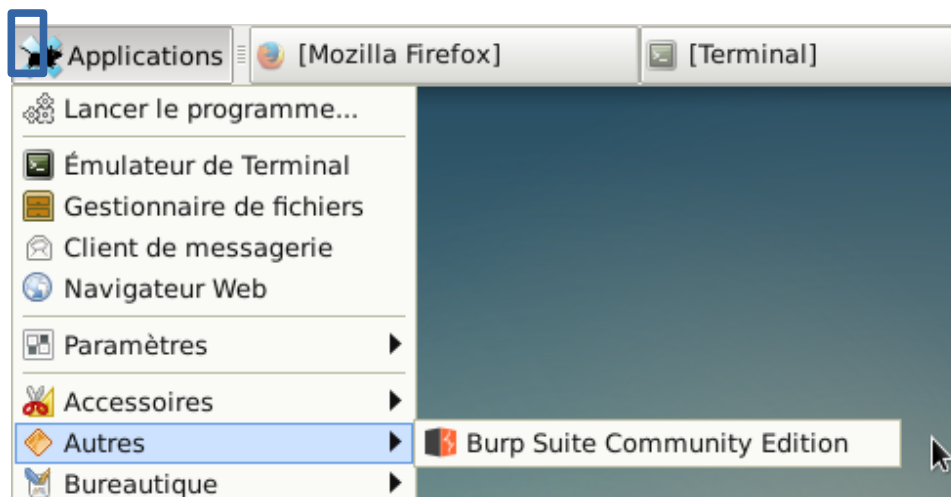 Applications [Mozilla Firefox] [Terminal]
Lancer le programme...
Émulateur de Terminal
Gestionnaire de fichiers
Client de messagerie
Navigateur Web
Paramètres
Accessoires
Autres Burp Suite Community Edition
Bureautique